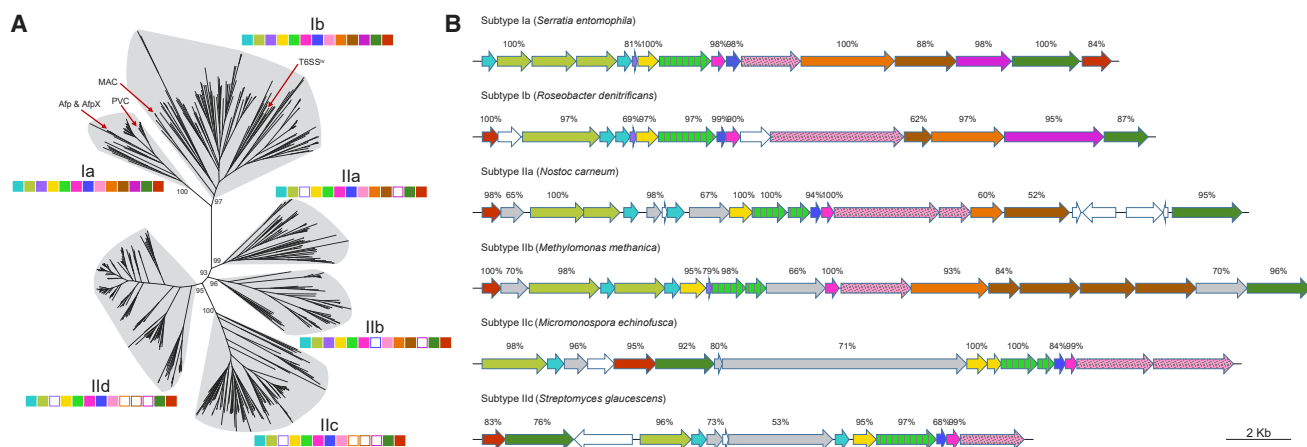 A
Ib
T6SSiv
MAC
PVC
Afp & AfpX
Ia
100
97
IIa
99
93
96
95
100
IIb
IId
IIc
B
Subtype Ia (Serratia entomophila)
100% 81% 100% 98% 98% 100% 88% 98% 100% 84%
Subtype Ib (Roseobacter denitrificans)
100% 97% 69% 97% 97% 99% 90% 62% 97% 95% 87%
Subtype IIa (Nostoc carneum)
98% 65% 100% 98% 67% 100% 100% 94% 100% 60% 52% 95%
Subtype IIb (Methylomonas methanica)
100% 70% 98% 95% 79% 98% 66% 100% 93% 84% 70% 96%
Subtype IIc (Micromonospora echinofusca)
98% 96% 95% 92% 80% 71% 100% 100% 84% 99%
Subtype IId (Streptomyces glaucescens)
83% 76% 96% 73% 53% 95% 97% 68% 99%
2 Kb